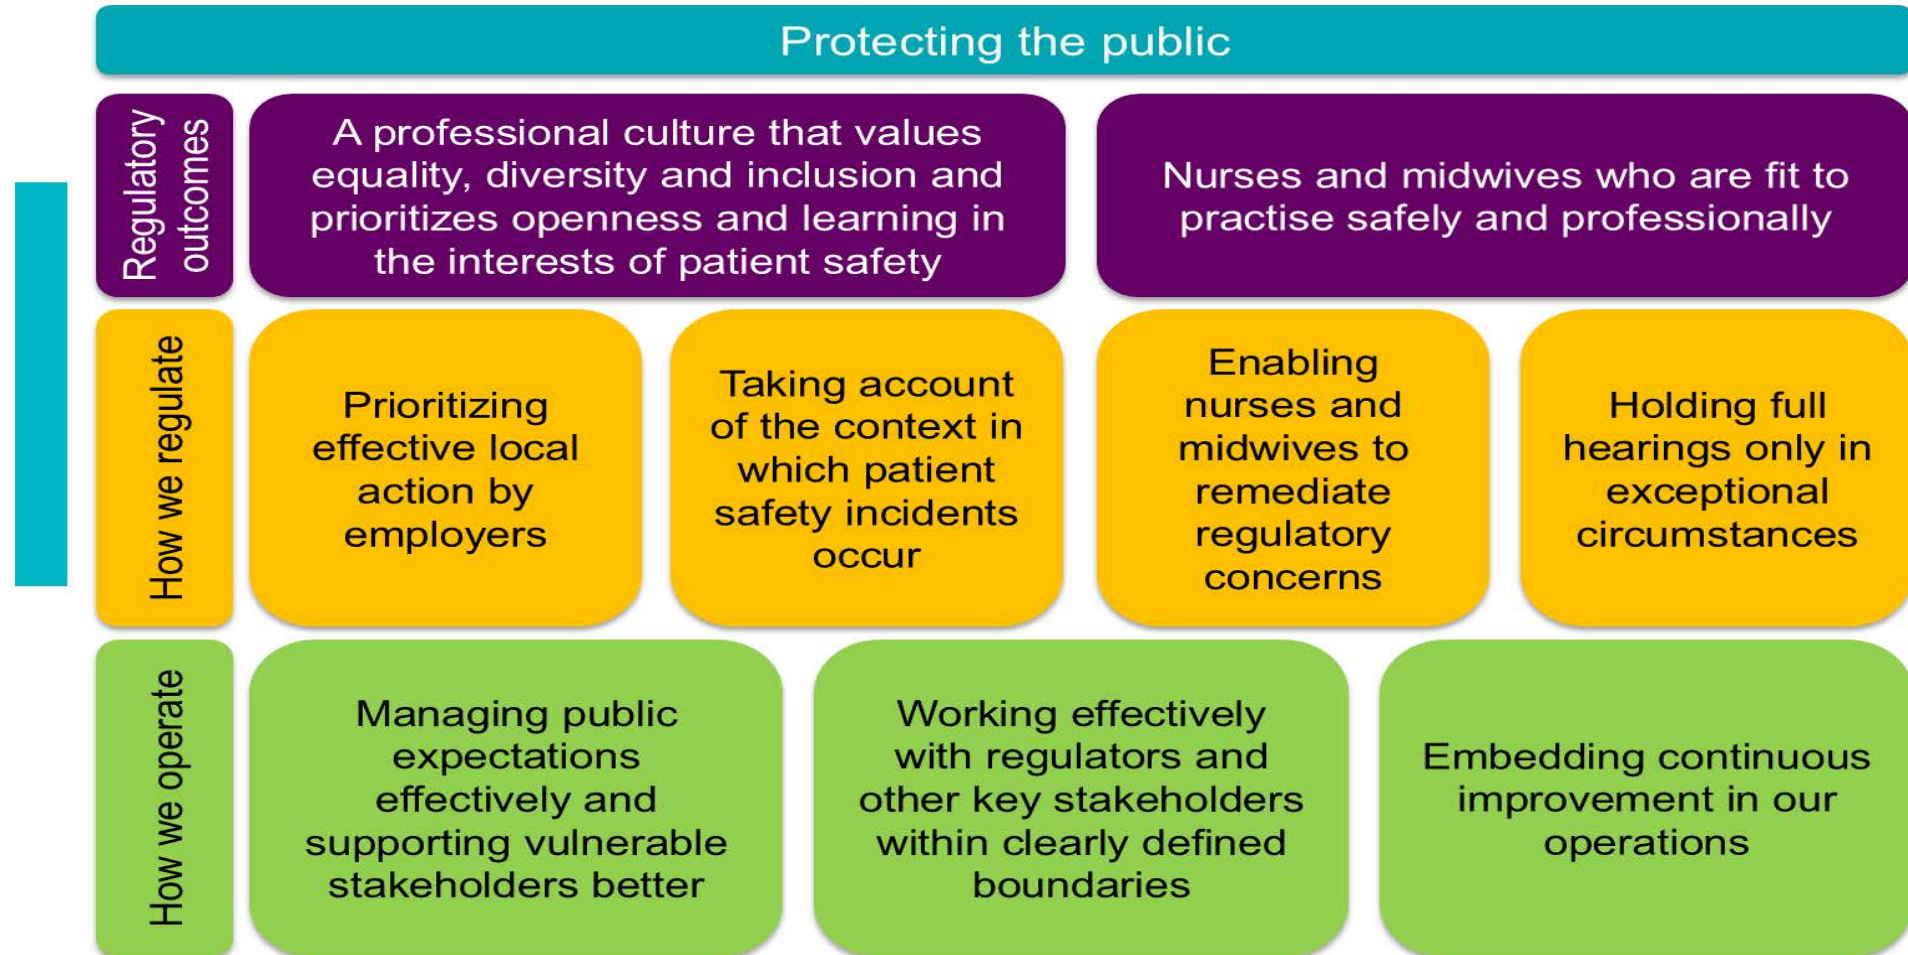 Protecting the public
Regulatory
outcomes
A professional culture that values
equality, diversity and inclusion and
prioritizes openness and learning in
the interests of patient safety
Nurses and midwives who are fit to
practise safely and professionally
How we regulate
Prioritizing
effective local
action by
employers
Taking account
of the context in
which patient
safety incidents
occur
Enabling
nurses and
midwives to
remediate
regulatory
concerns
Holding full
hearings only in
exceptional
circumstances
How we operate
Managing public
expectations
effectively and
supporting vulnerable
stakeholders better
Working effectively
with regulators and
other key stakeholders
within clearly defined
boundaries
Embedding continuous
improvement in our
operations